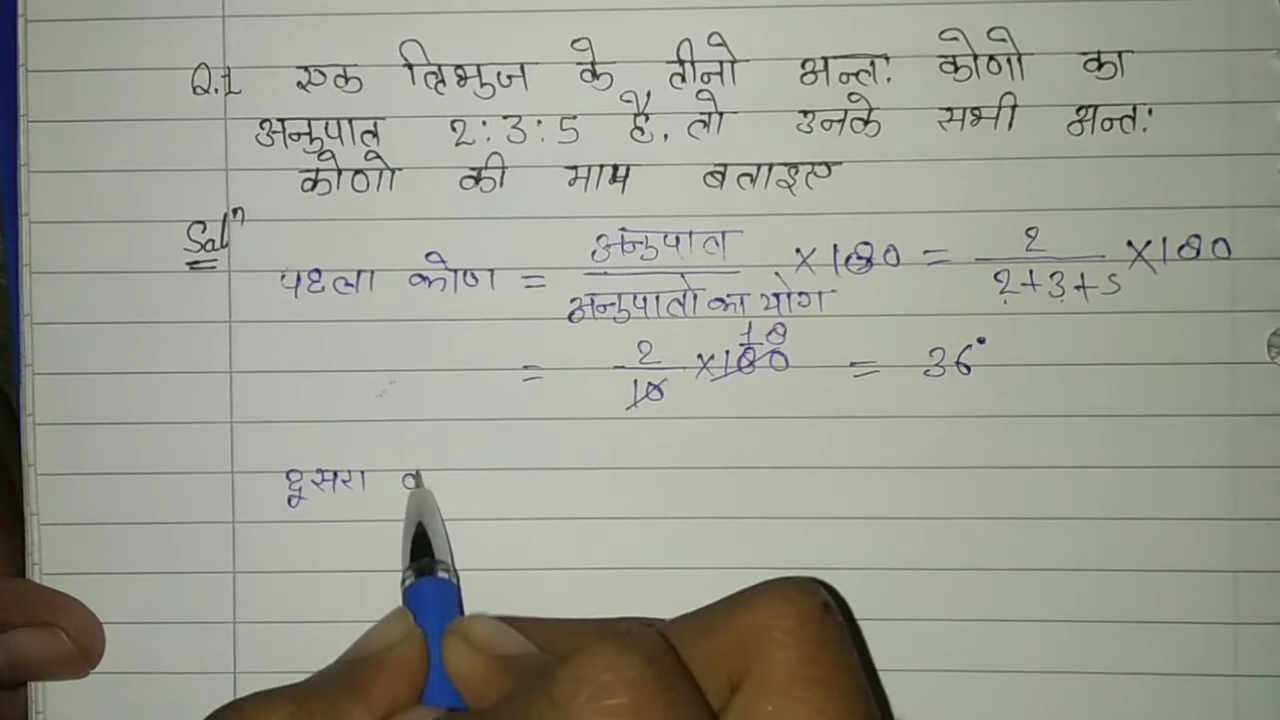 Q.1 एक त्रिभुज के तीनो अन्त: कोणो का
अनुपात 2:3:5 है, तो उनके सभी अन्त:
कोणो की माप बताइए
Solⁿ
पहला कोण = अनुपात / अनुपातो का योग × 180 = 2 / 2+3+5 × 180
= 2 / 10 × 180 18 = 36°
दूसरा